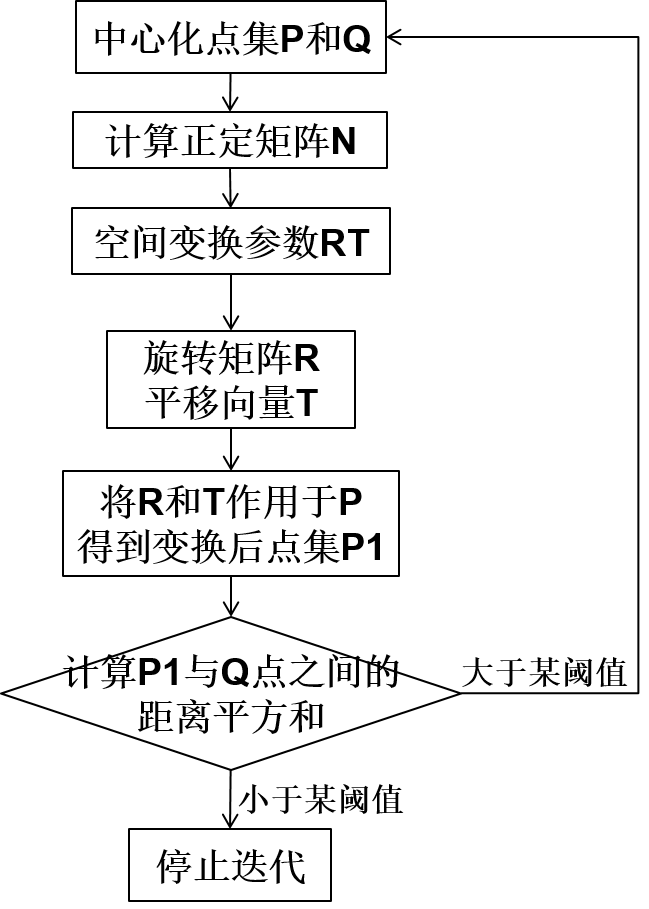 中心化点集P和Q
计算正定矩阵N
空间变换参数RT
旋转矩阵R
平移向量T
将R和T作用于P
得到变换后点集P1
计算P1与Q点之间的
距离平方和
大于某阈值
小于某阈值
停止迭代